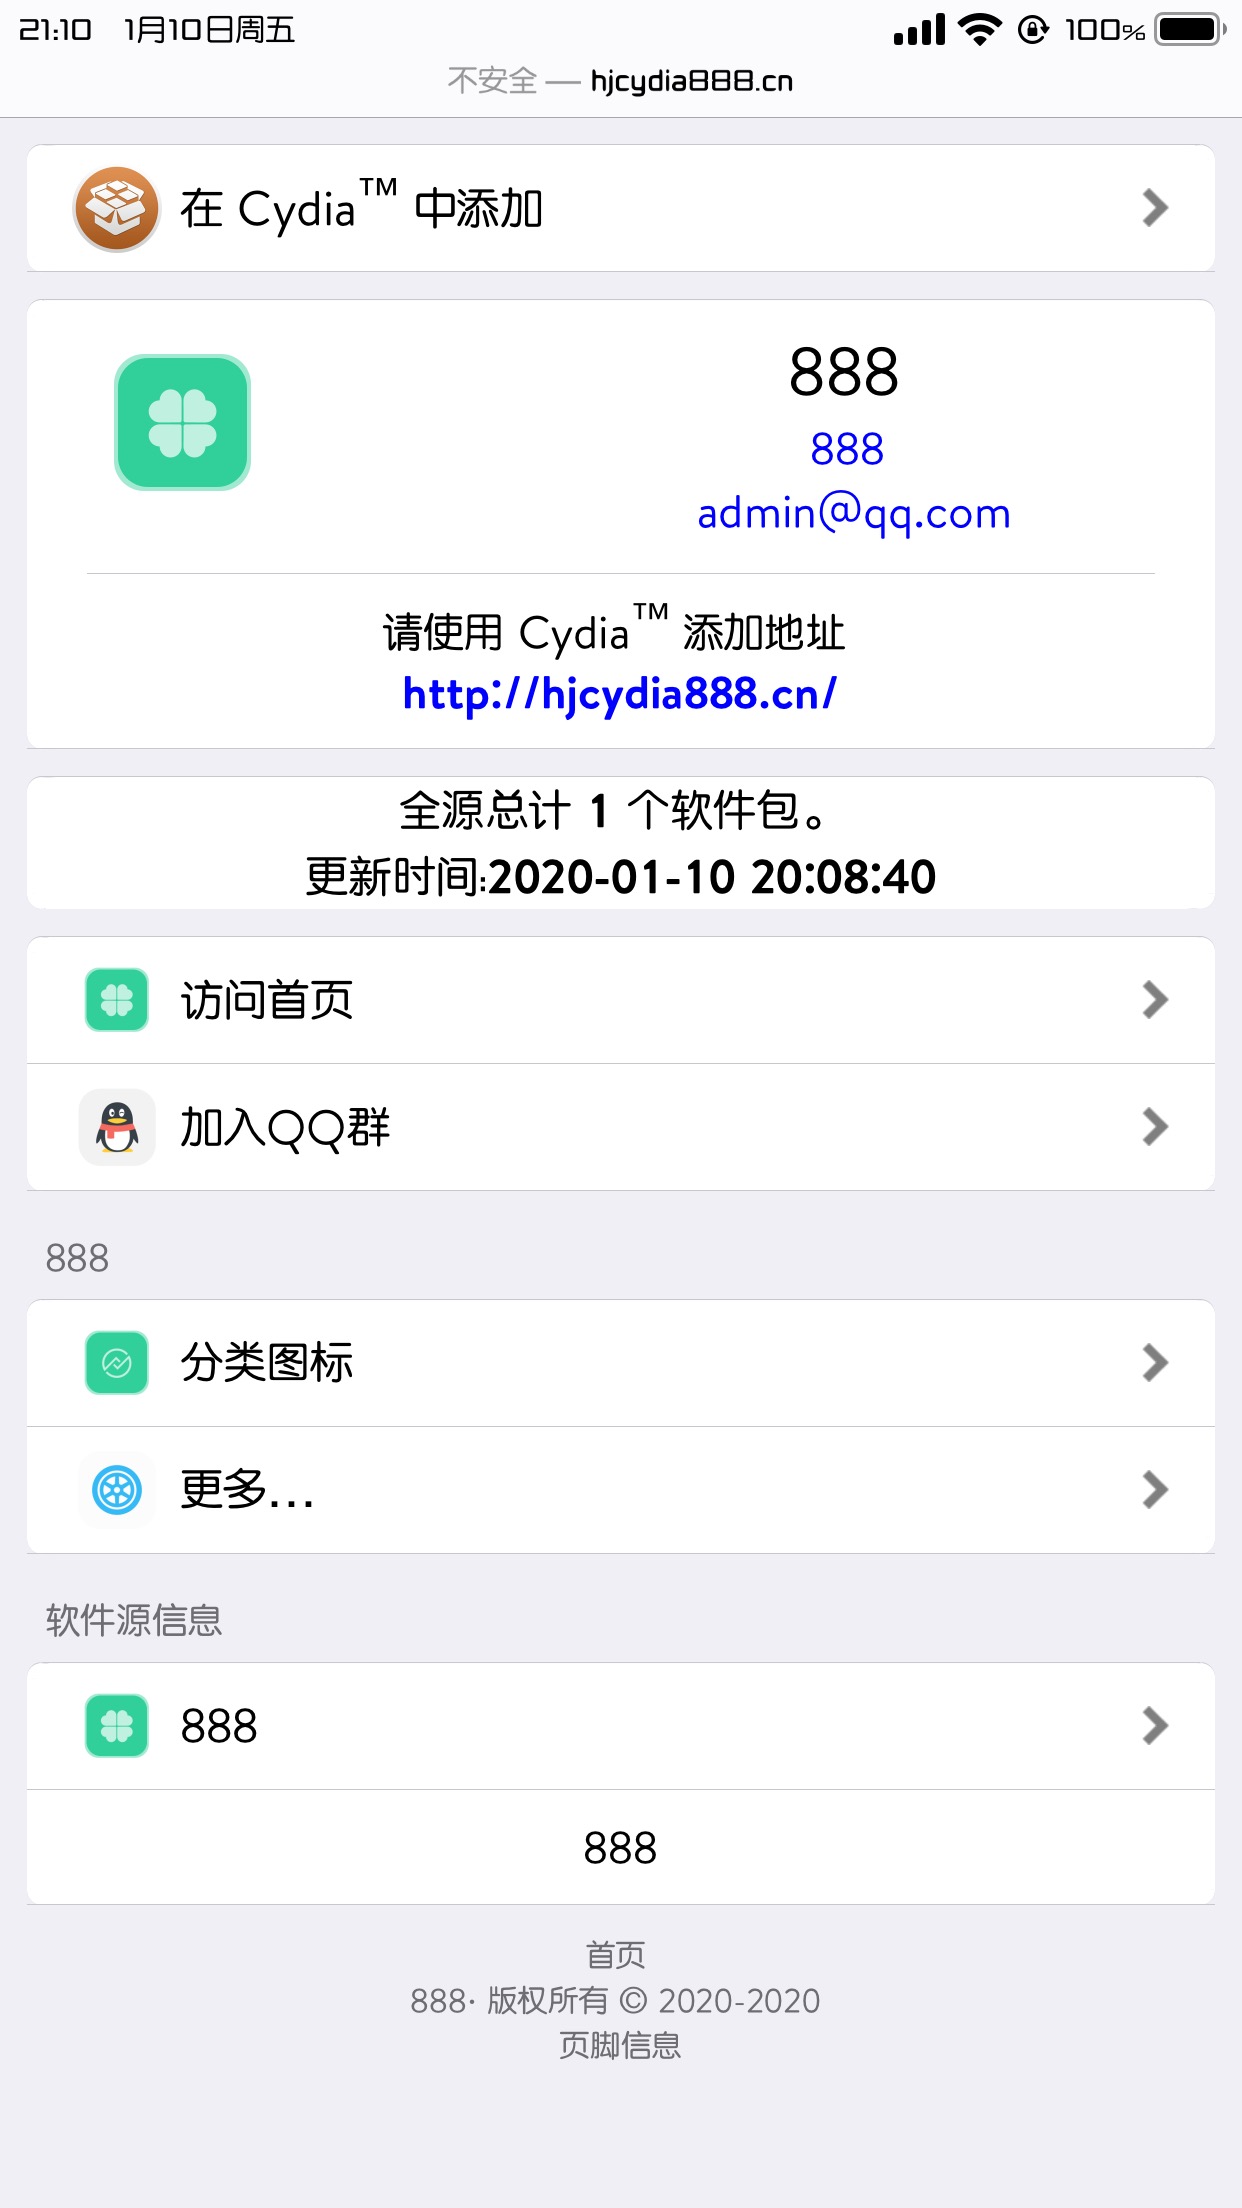 21:10 1月10日周五 100%
不安全 — hjcydia888.cn
在 Cydia™ 中添加
888
888
admin@qq.com
请使用 Cydia™ 添加地址
http://hjcydia888.cn/
全源总计 1 个软件包。
更新时间:2020-01-10 20:08:40
访问首页
加入QQ群
888
分类图标
更多...
软件源信息
888
888
首页
888· 版权所有 © 2020-2020
页脚信息